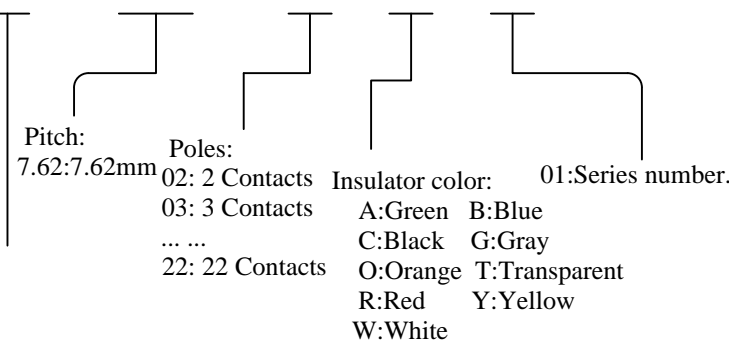 Pitch:
7.62:7.62mm
Poles:
02: 2 Contacts
03: 3 Contacts
... ...
22: 22 Contacts
Insulator color:
A:Green B:Blue
C:Black G:Gray
O:Orange T:Transparent
R:Red Y:Yellow
W:White
01:Series number.